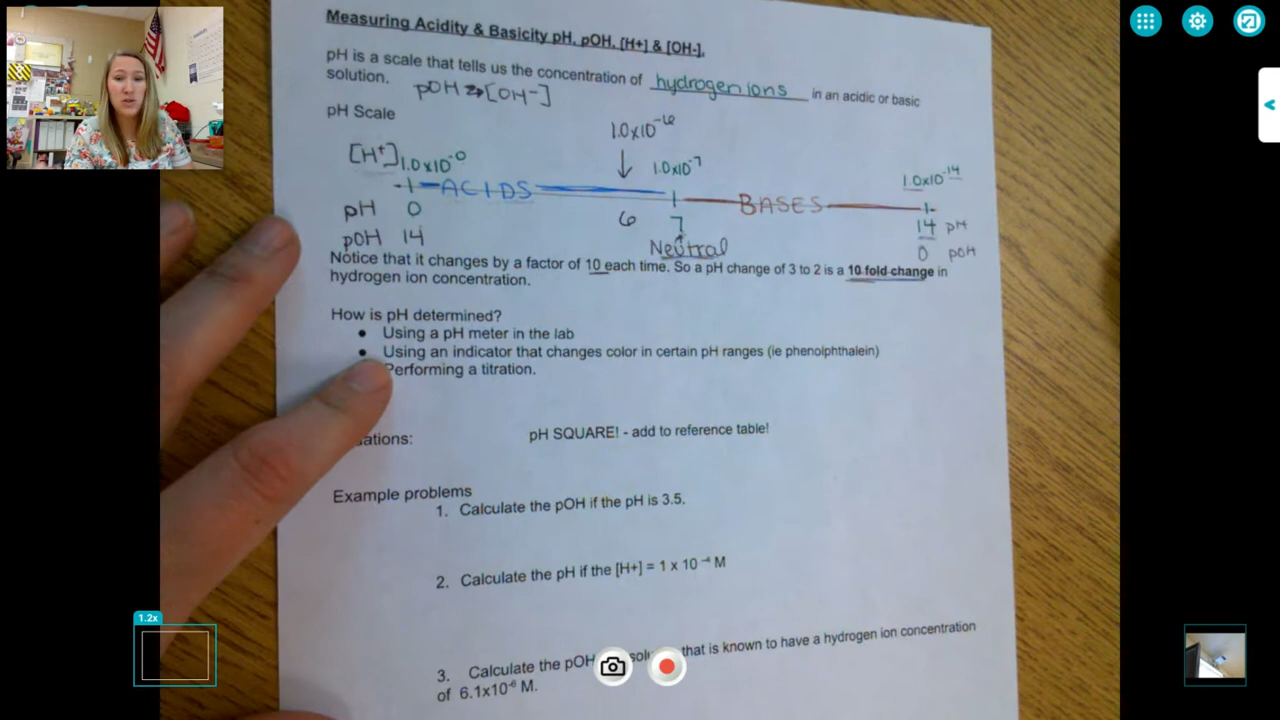 Measuring Acidity & Basicity pH, pOH, [H+] & [OH-].
pH is a scale that tells us the concentration of hydrogen ions in an acidic or basic
solution. pOH → [OH-]
pH Scale
1.0x10-6
[H+] 1.0x10-0 1.0x10-7 1.0x10-14
ACIDS BASES
pH 0 6 7 14 pH
pOH 14 Neutral 0 pOH
Notice that it changes by a factor of 10 each time. So a pH change of 3 to 2 is a 10 fold change in
hydrogen ion concentration.
How is pH determined?
• Using a pH meter in the lab
• Using an indicator that changes color in certain pH ranges (ie phenolphthalein)
Performing a titration.
ations: pH SQUARE! - add to reference table!
Example problems
1. Calculate the pOH if the pH is 3.5.
2. Calculate the pH if the [H+] = 1 x 10 -4 M
3. Calculate the pOH solu that is known to have a hydrogen ion concentration
of 6.1x10-6 M.
1.2x